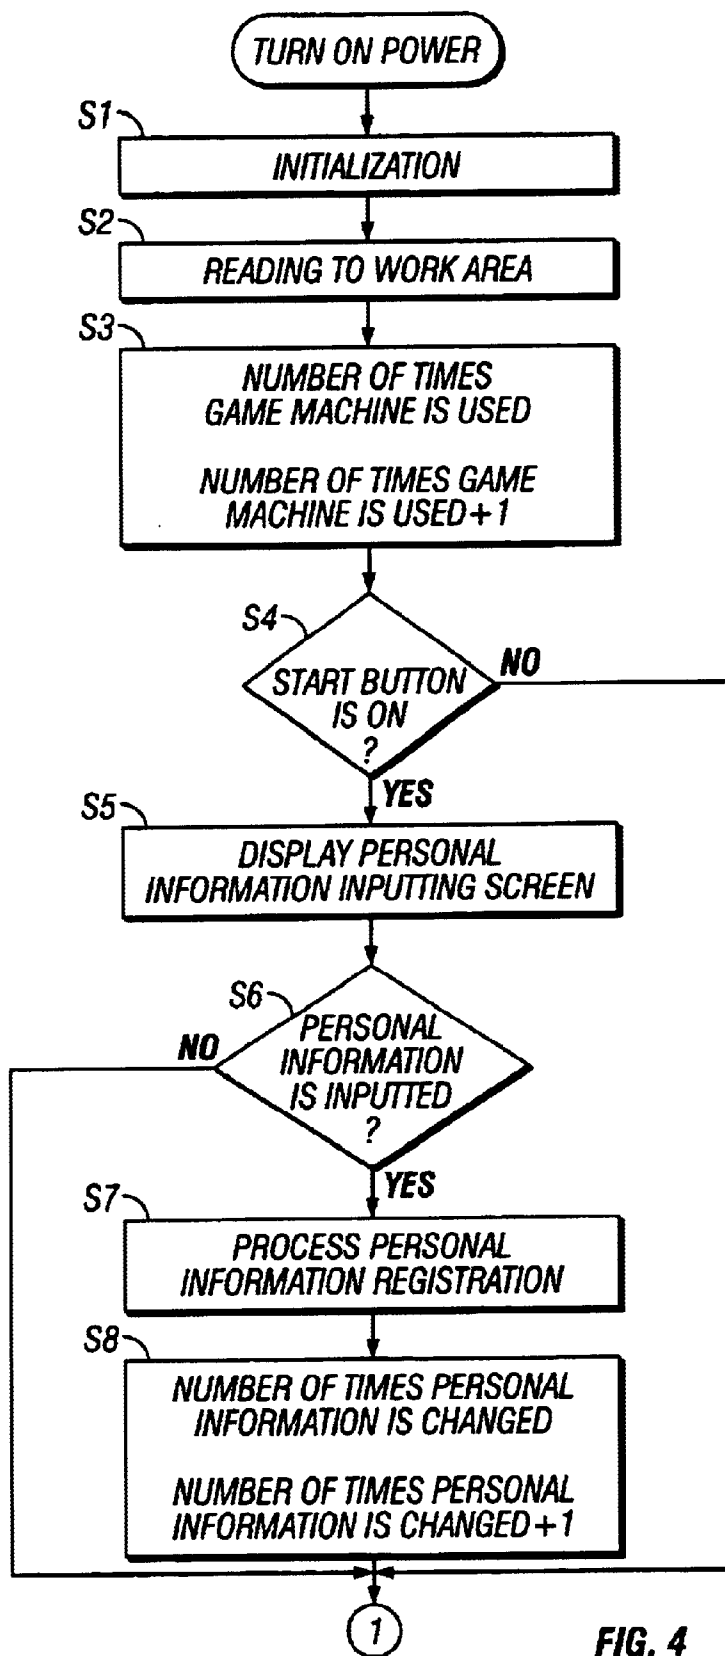 TURN ON POWER
S1
INITIALIZATION
S2
READING TO WORK AREA
S3
NUMBER OF TIMES
GAME MACHINE IS USED
NUMBER OF TIMES GAME
MACHINE IS USED+1
S4
START BUTTON
IS ON
?
NO
YES
S5
DISPLAY PERSONAL
INFORMATION INPUTTING SCREEN
S6
PERSONAL
INFORMATION
IS INPUTTED
?
NO
YES
S7
PROCESS PERSONAL
INFORMATION REGISTRATION
S8
NUMBER OF TIMES PERSONAL
INFORMATION IS CHANGED
NUMBER OF TIMES PERSONAL
INFORMATION IS CHANGED+1
1
FIG. 4